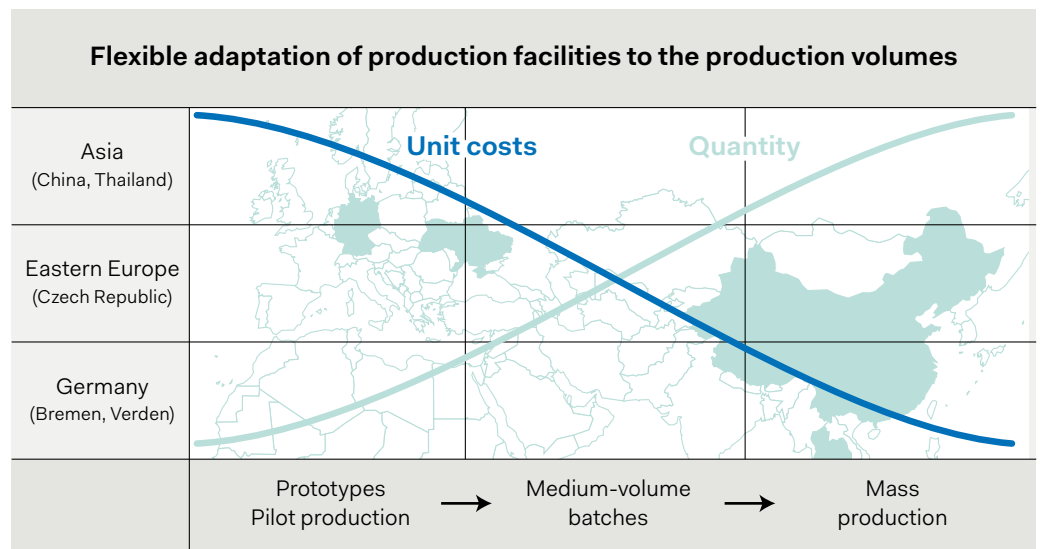 Flexible adaptation of production facilities to the production volumes
Unit costs
Quantity
Asia
(China, Thailand)
Eastern Europe
(Czech Republic)
Germany
(Bremen, Verden)
Prototypes
Pilot production
Medium-volume
batches
Mass
production